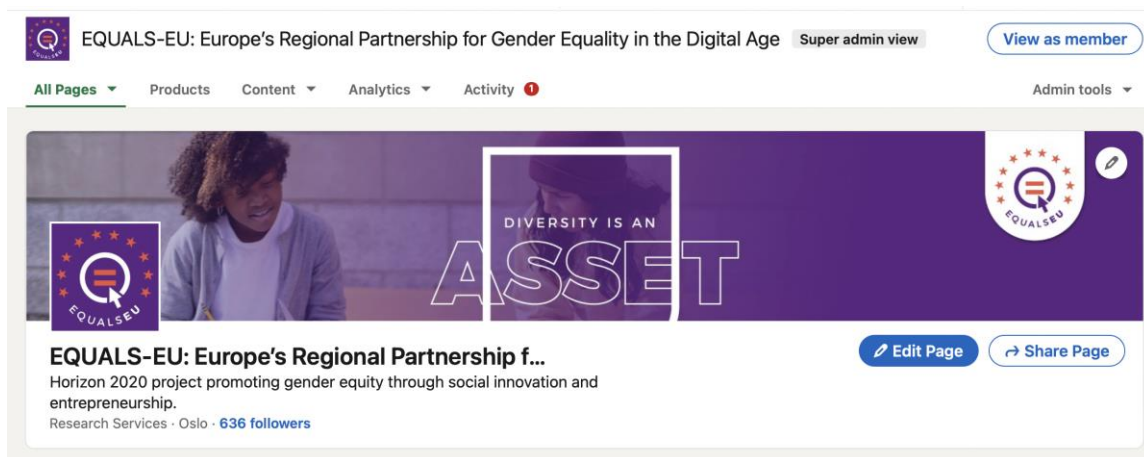 EQUALSEU
EQUALS-EU: Europe's Regional Partnership for Gender Equality in the Digital Age Super admin view View as member
All Pages Products Content Analytics Activity 1 Admin tools
DIVERSITY IS AN
ASSET
EQUALSEU
EQUALSEU
EQUALS-EU: Europe's Regional Partnership f...
Edit Page Share Page
Horizon 2020 project promoting gender equity through social innovation and
entrepreneurship.
Research Services · Oslo · 636 followers